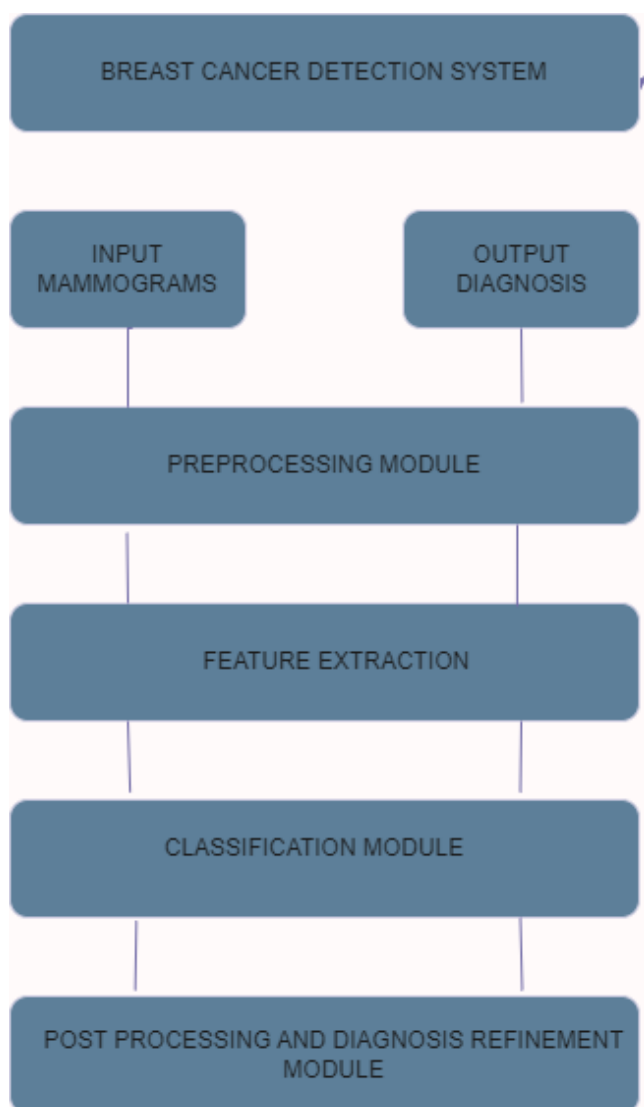 BREAST CANCER DETECTION SYSTEM
INPUT
MAMMOGRAMS
OUTPUT
DIAGNOSIS
PREPROCESSING MODULE
FEATURE EXTRACTION
CLASSIFICATION MODULE
POST PROCESSING AND DIAGNOSIS REFINEMENT
MODULE